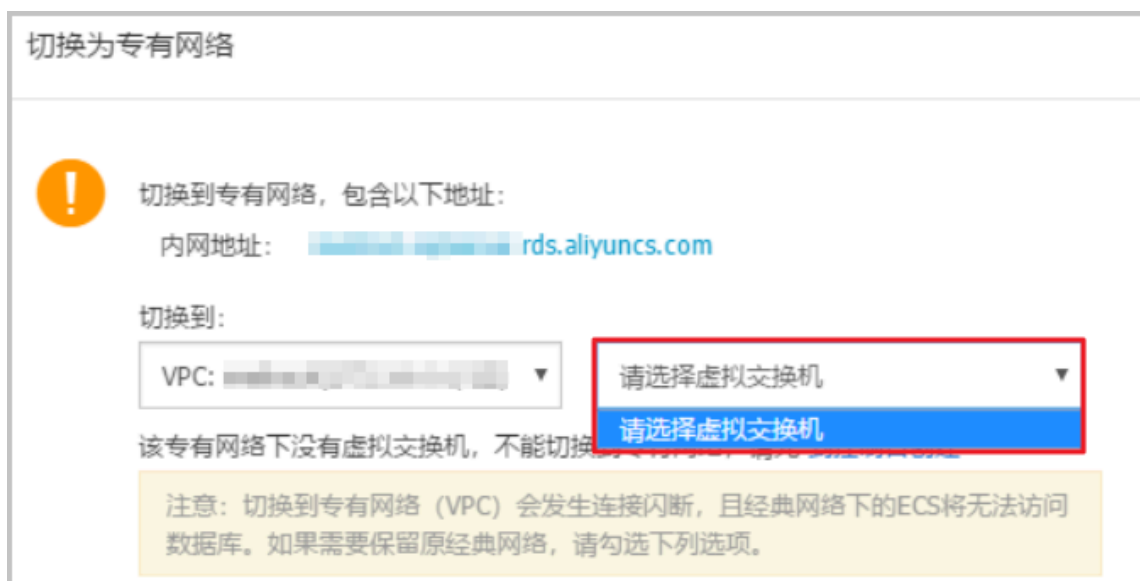 切换为专有网络
切换到专有网络，包含以下地址：
内网地址： rds.aliyuncs.com
切换到：
VPC:
请选择虚拟交换机
请选择虚拟交换机
该专有网络下没有虚拟交换机，不能切换
注意：切换到专有网络（VPC）会发生连接闪断，且经典网络下的ECS将无法访问
数据库。如果需要保留原经典网络，请勾选下列选项。